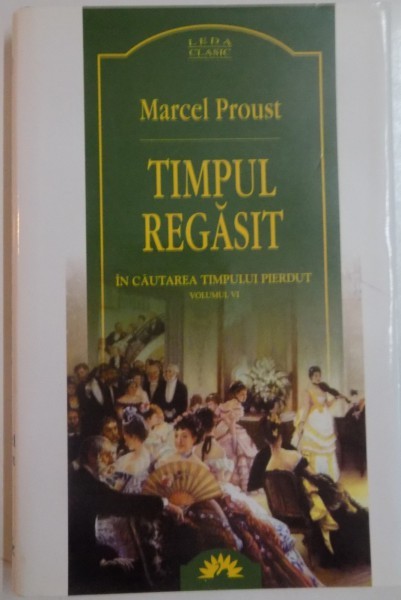 LEDA
CLASIC
Marcel Proust
TIMPUL
REGĂSIT
ÎN CĂUTAREA TIMPULUI PIERDUT
VOLUMUL VI